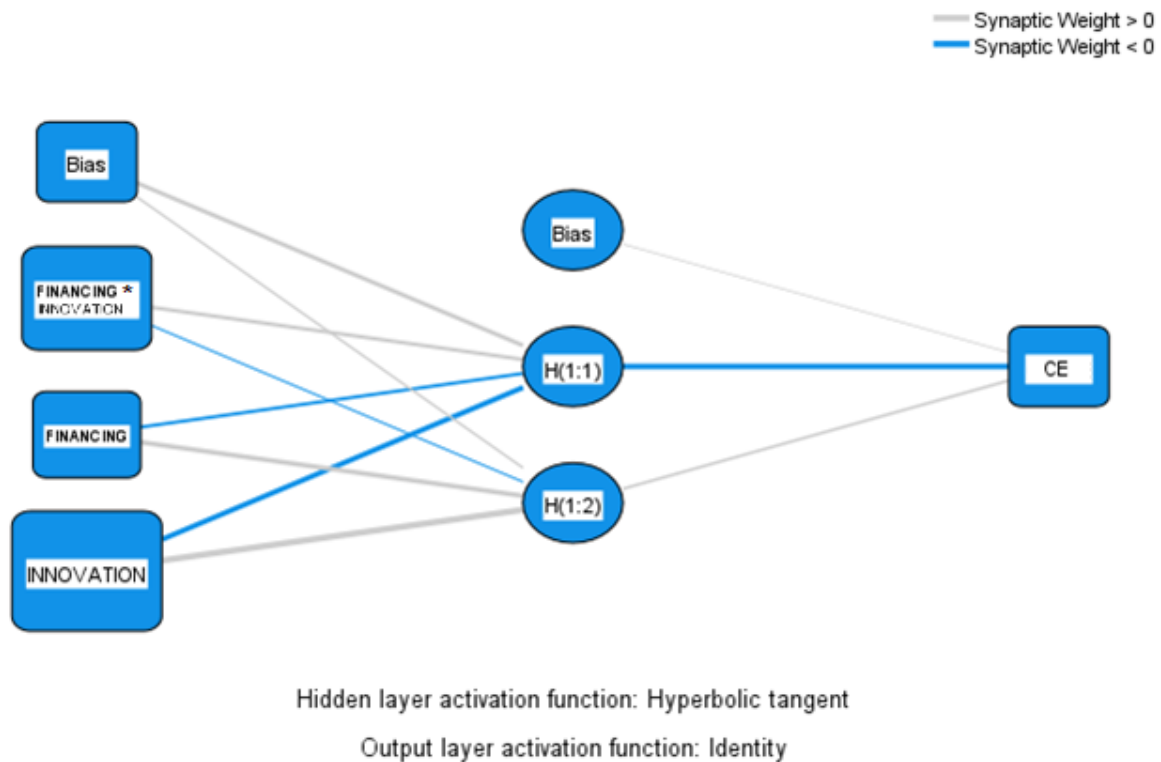 Synaptic Weight > 0
Synaptic Weight < 0
Bias
FINANCING *
INNOVATION
FINANCING
INNOVATION
Bias
H(1:1)
H(1:2)
CE
Hidden layer activation function: Hyperbolic tangent
Output layer activation function: Identity